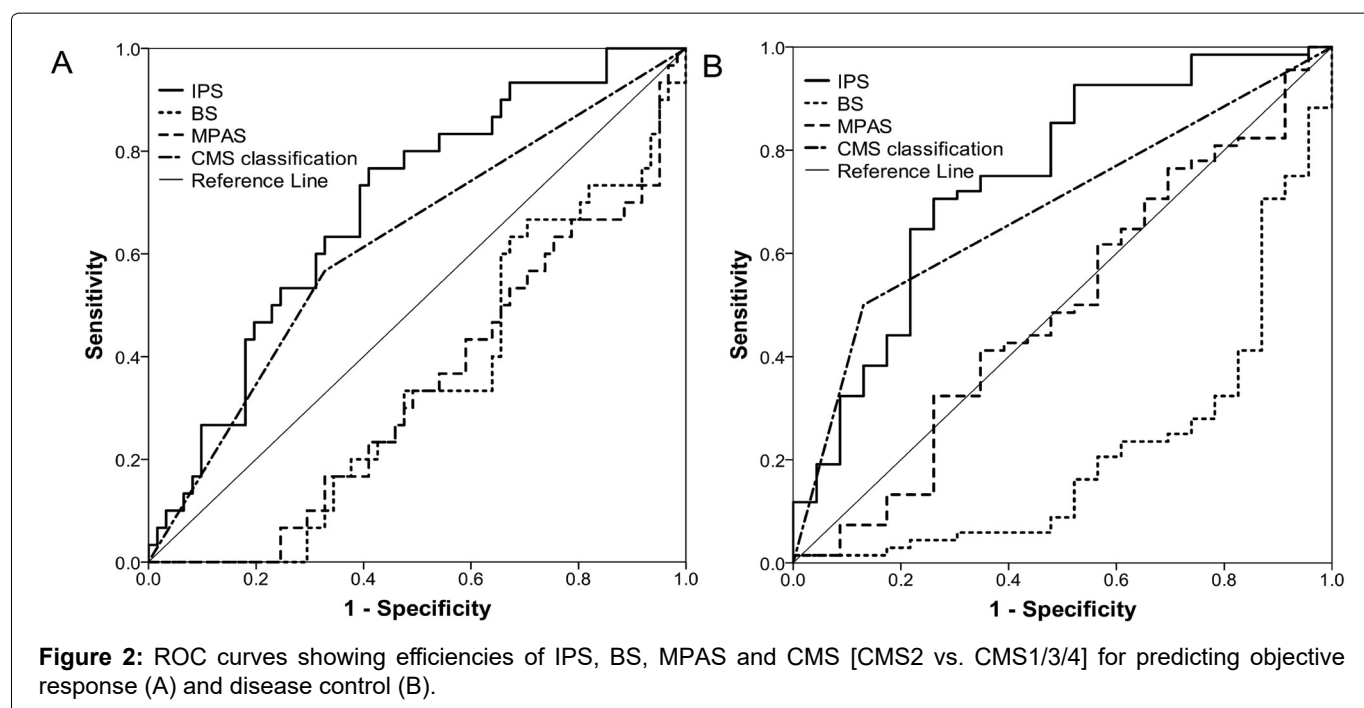 A
IPS
BS
MPAS
CMS classification
Reference Line
1.0
0.8
0.6
0.4
0.2
0.0
Sensitivity
0.0 0.2 0.4 0.6 0.8 1.0
1 - Specificity
B
IPS
BS
MPAS
CMS classification
Reference Line
1.0
0.8
0.6
0.4
0.2
0.0
Sensitivity
0.0 0.2 0.4 0.6 0.8 1.0
1 - Specificity
Figure 2: ROC curves showing efficiencies of IPS, BS, MPAS and CMS [CMS2 vs. CMS1/3/4] for predicting objective
response (A) and disease control (B).